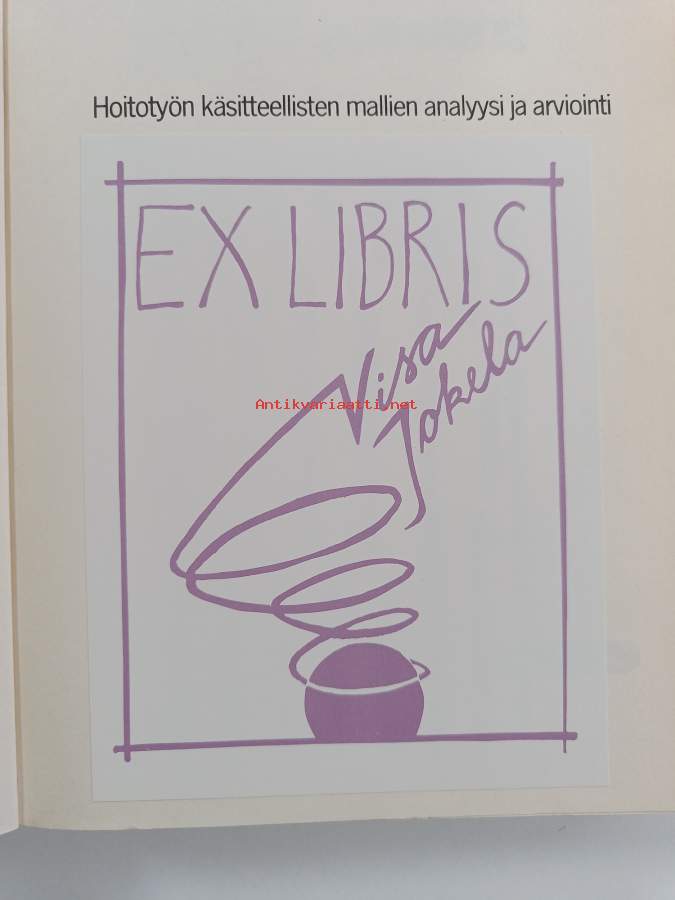 Hoitotyön käsitteellisten mallien analyysi ja arviointi
EX LIBRIS
Visa
Jokela
Antikvariaatti.net